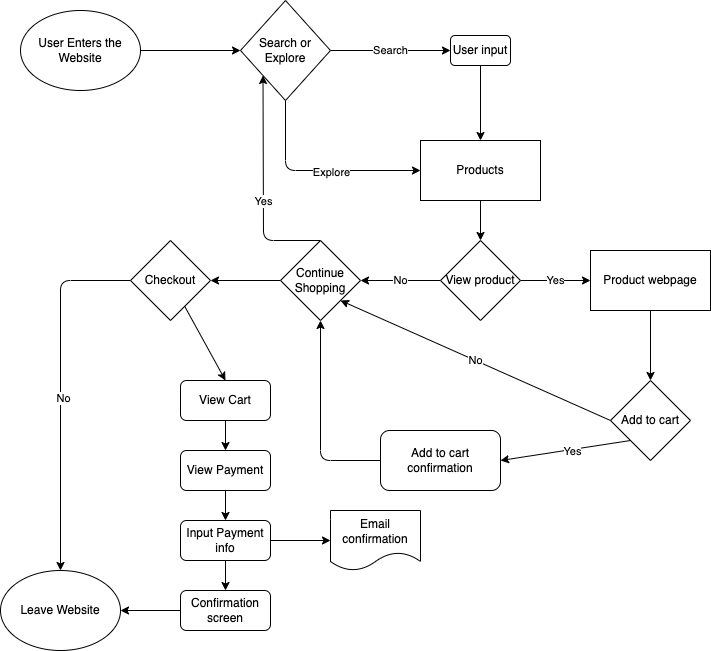 User Enters the
Website
Search or
Explore
Search
User input
Explore
Products
Yes
Checkout
Continue
Shopping
No
View product
Yes
Product webpage
No
No
Add to cart
View Cart
Add to cart
confirmation
Yes
View Payment
Input Payment
info
Email
confirmation
Leave Website
Confirmation
screen